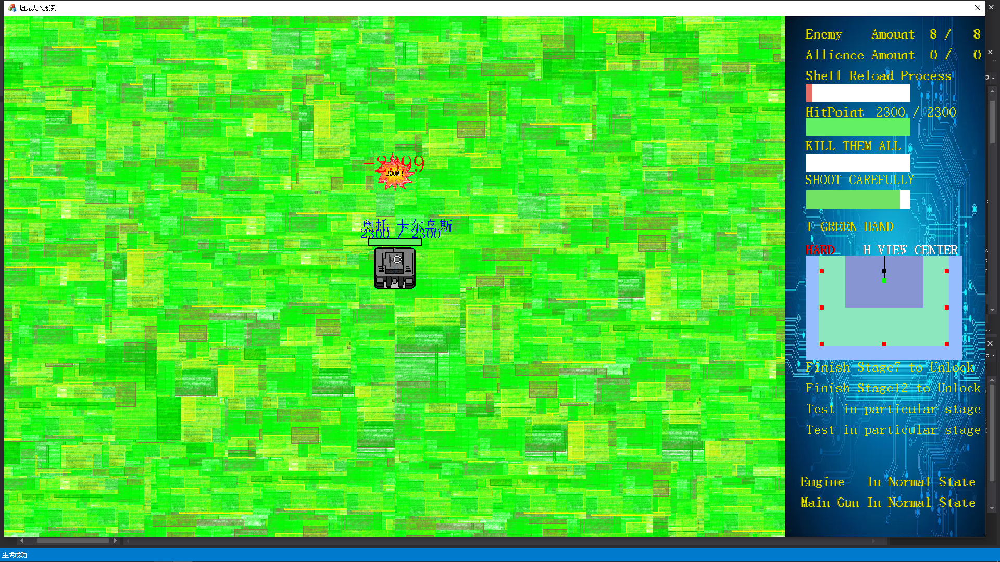 坦克大战系列
Enemy Amount 8 / 8
Allience Amount 0 / 0
Shell Reload Process
HitPoint 2300 / 2300
KILL THEM ALL
SHOOT CAREFULLY
I GREEN HAND
HARD H VIEW CENTER
-2399
BOOM!
奥托 卡尔乌斯
2300 / 2300
Finish Stage7 to Unlock
Finish Stage12 to Unlock
Test in particular stage
Test in particular stage
Engine In Normal State
Main Gun In Normal State
生成成功